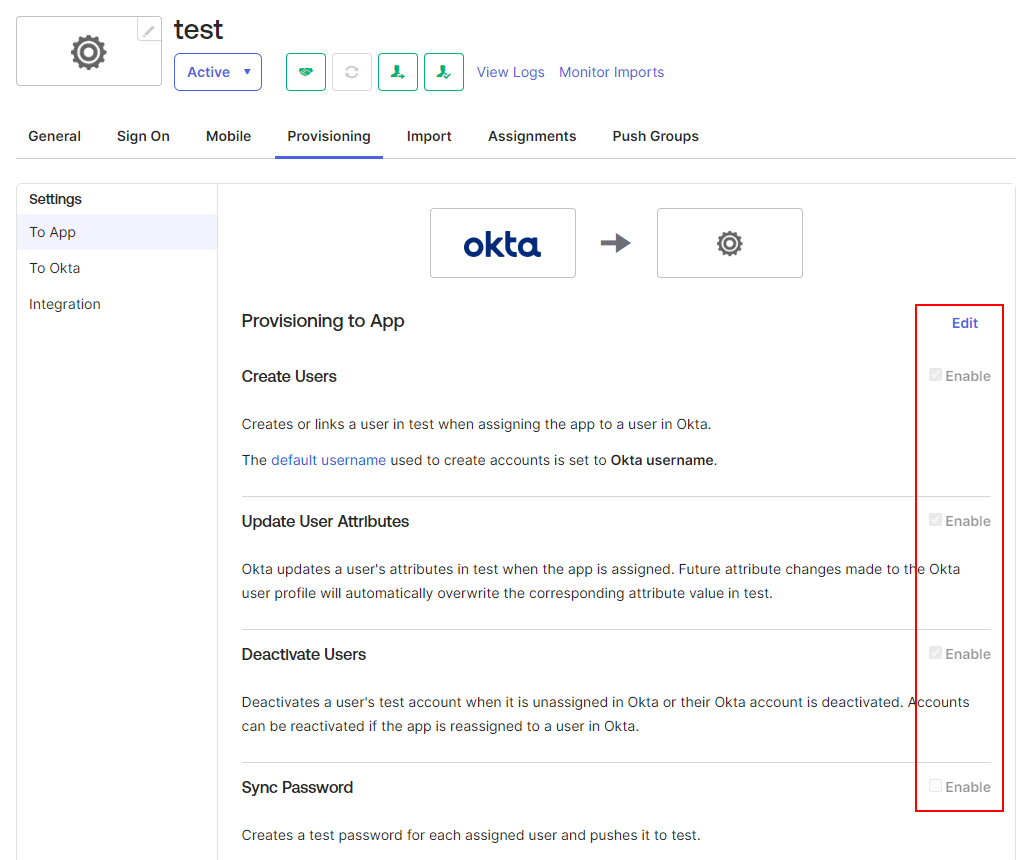 test
Active
View Logs
Monitor Imports
General
Sign On
Mobile
Provisioning
Import
Assignments
Push Groups
Settings
To App
To Okta
Integration
okta
Provisioning to App
Edit
Create Users
Enable
Creates or links a user in test when assigning the app to a user in Okta.
The default username used to create accounts is set to Okta username.
Update User Attributes
Enable
Okta updates a user's attributes in test when the app is assigned. Future attribute changes made to the Okta
user profile will automatically overwrite the corresponding attribute value in test.
Deactivate Users
Enable
Deactivates a user's test account when it is unassigned in Okta or their Okta account is deactivated. Accounts
can be reactivated if the app is reassigned to a user in Okta.
Sync Password
Enable
Creates a test password for each assigned user and pushes it to test.